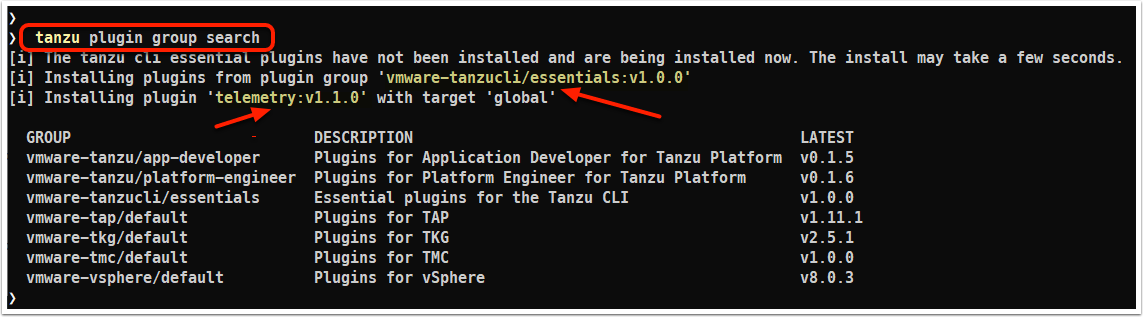 ❯
❯ tanzu plugin group search
[i] The tanzu cli essential plugins have not been installed and are being installed now. The install may take a few seconds.
[i] Installing plugins from plugin group 'vmware-tanzucli/essentials:v1.0.0'
[i] Installing plugin 'telemetry:v1.1.0' with target 'global'
GROUP DESCRIPTION LATEST
vmware-tanzu/app-developer Plugins for Application Developer for Tanzu Platform v0.1.5
vmware-tanzu/platform-engineer Plugins for Platform Engineer for Tanzu Platform v0.1.6
vmware-tanzucli/essentials Essential plugins for the Tanzu CLI v1.0.0
vmware-tap/default Plugins for TAP v1.11.1
vmware-tkg/default Plugins for TKG v2.5.1
vmware-tmc/default Plugins for TMC v1.0.0
vmware-vsphere/default Plugins for vSphere v8.0.3
❯